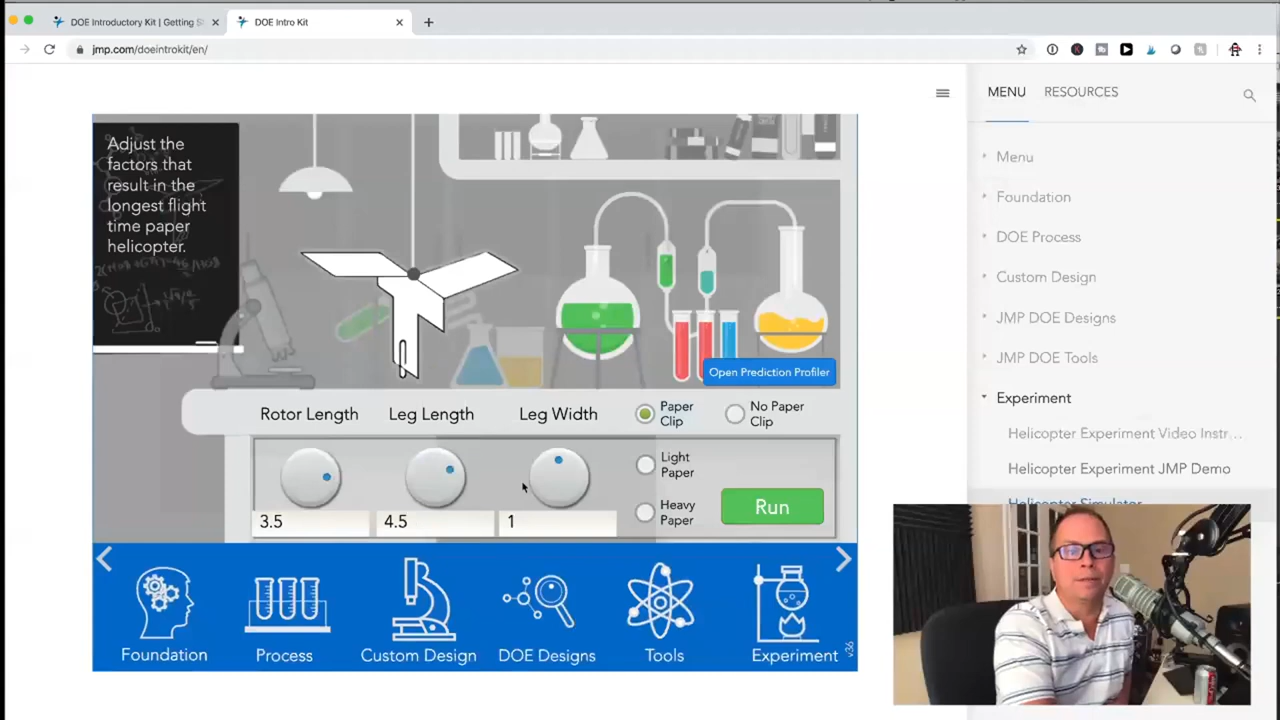 DOE Introductory Kit | Getting S
DOE Intro Kit
jmp.com/doeintrokit/en/
MENU
RESOURCES
Adjust the
factors that
result in the
longest flight
time paper
helicopter.
Menu
Foundation
DOE Process
Custom Design
JMP DOE Designs
JMP DOE Tools
Experiment
Helicopter Experiment Video Instr...
Helicopter Experiment JMP Demo
Helicopter Simulator
Open Prediction Profiler
Rotor Length
Leg Length
Leg Width
Paper
Clip
No Paper
Clip
Light
Paper
Heavy
Paper
Run
3.5
4.5
1
Foundation
Process
Custom Design
DOE Designs
Tools
Experiment
v36